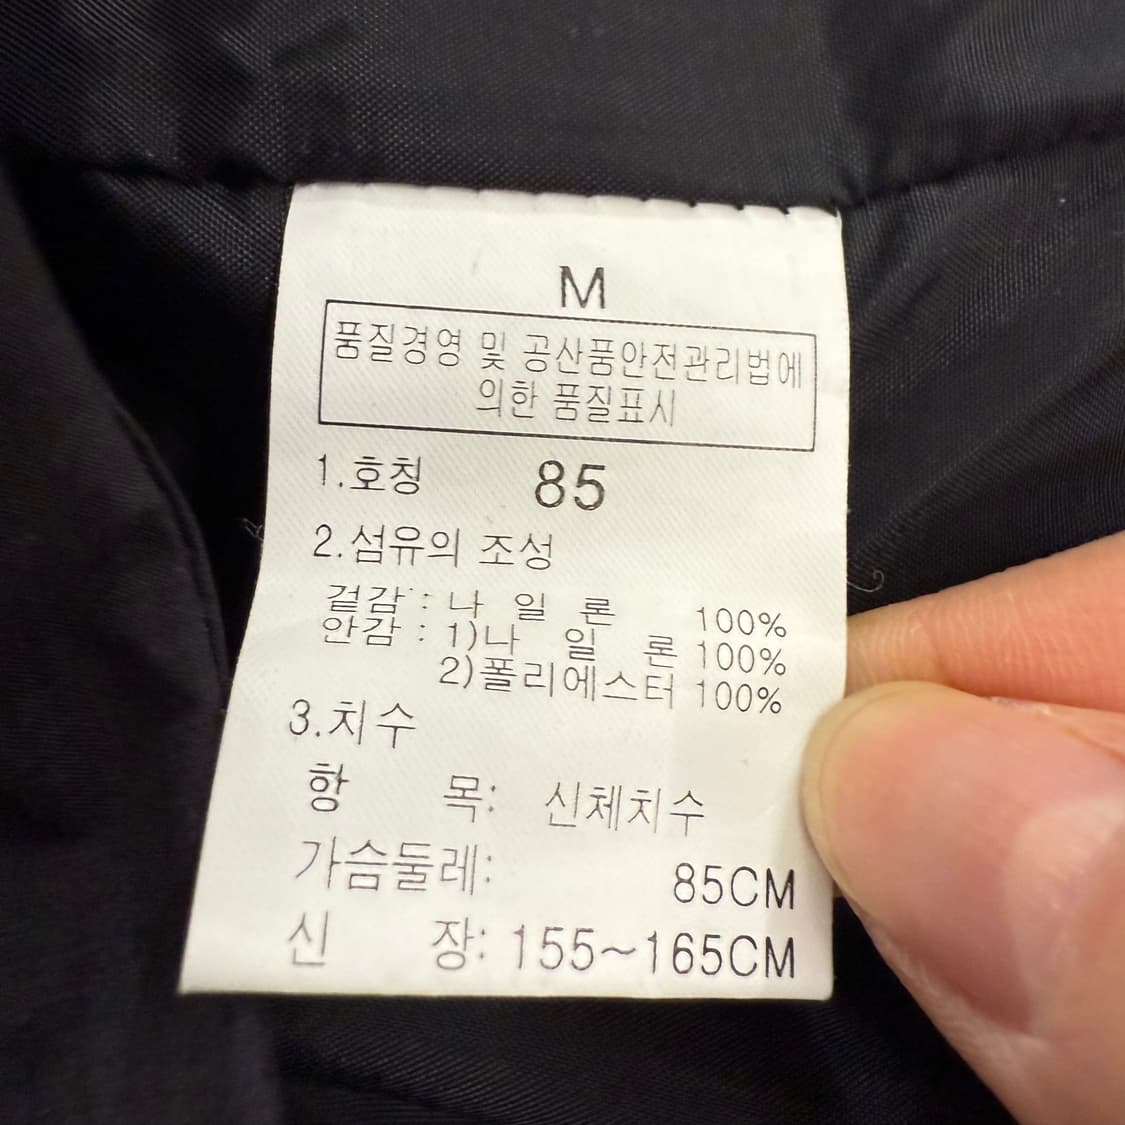 M
품질경영 및 공산품안전관리법에
의한 품질표시
1.호칭 85
2.섬유의 조성
겉감 : 나 일 론 100%
안감 : 1)나 일 론 100%
2)폴리에스터 100%
3.치수
항 목: 신체치수
가슴둘레: 85CM
신 장: 155~165CM